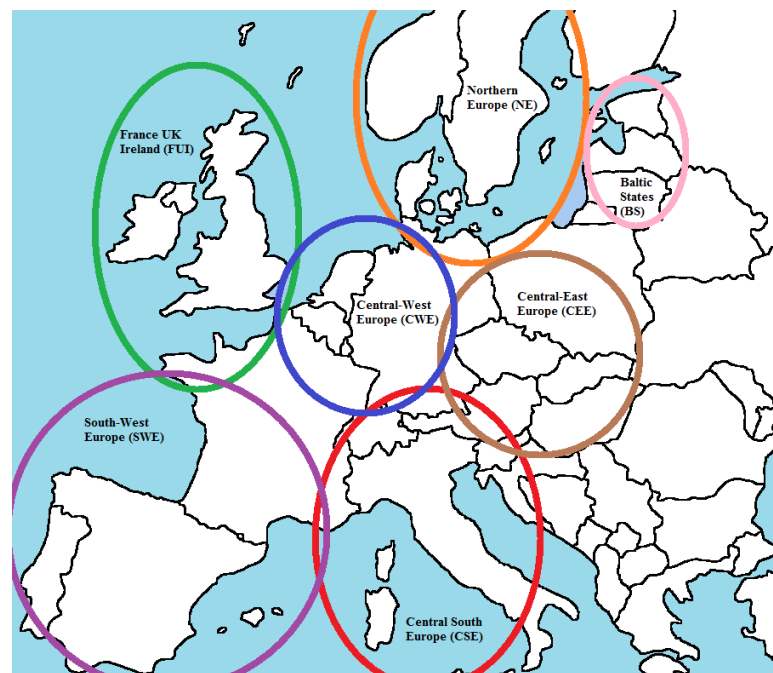 Northern
Europe (NE)
France UK
Ireland (FUI)
Baltic
States
(BS)
Central-West
Europe (CWE)
Central-East
Europe (CEE)
South-West
Europe (SWE)
Central South
Europe (CSE)